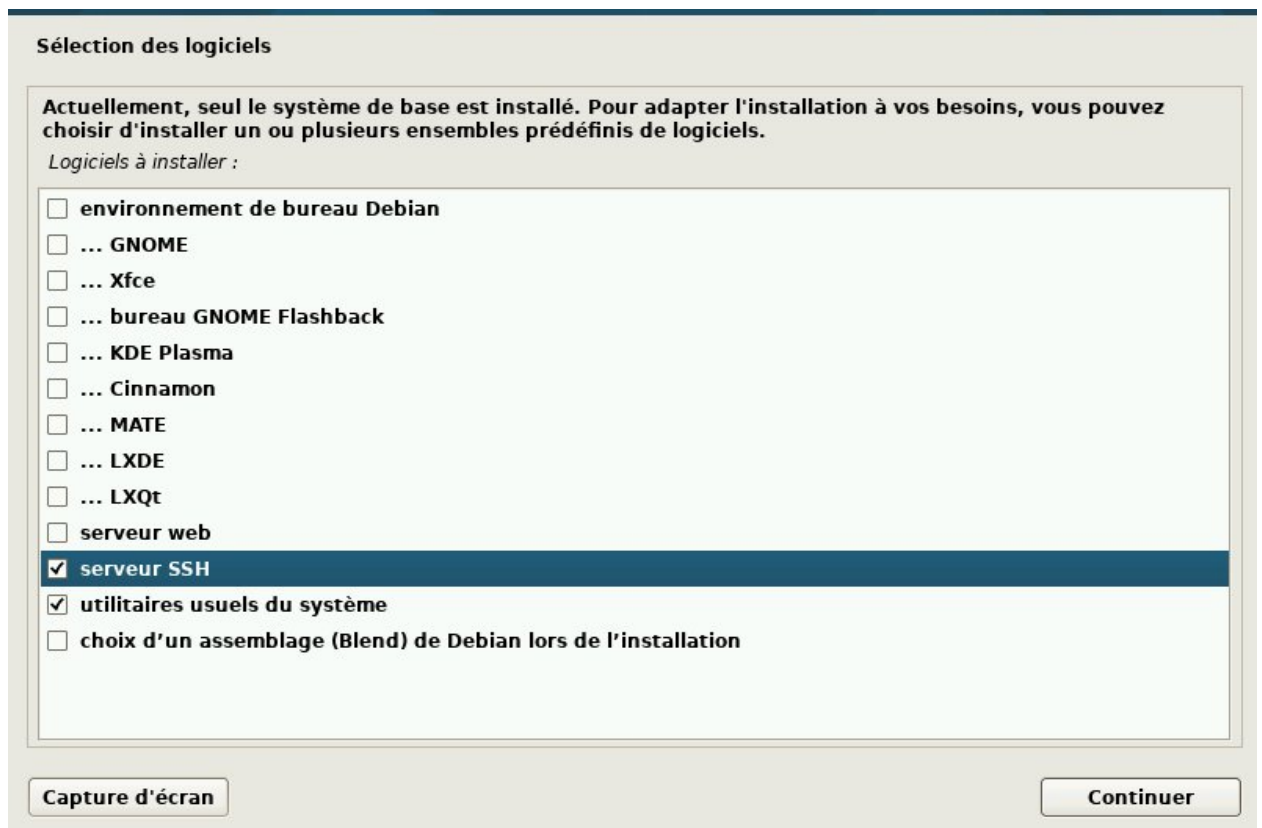 Sélection des logiciels
Actuellement, seul le système de base est installé. Pour adapter l'installation à vos besoins, vous pouvez
choisir d'installer un ou plusieurs ensembles prédéfinis de logiciels.
Logiciels à installer :
environnement de bureau Debian
... GNOME
... Xfce
... bureau GNOME Flashback
... KDE Plasma
... Cinnamon
... MATE
... LXDE
... LXQt
serveur web
serveur SSH
utilitaires usuels du système
choix d’un assemblage (Blend) de Debian lors de l’installation
Capture d'écran
Continuer